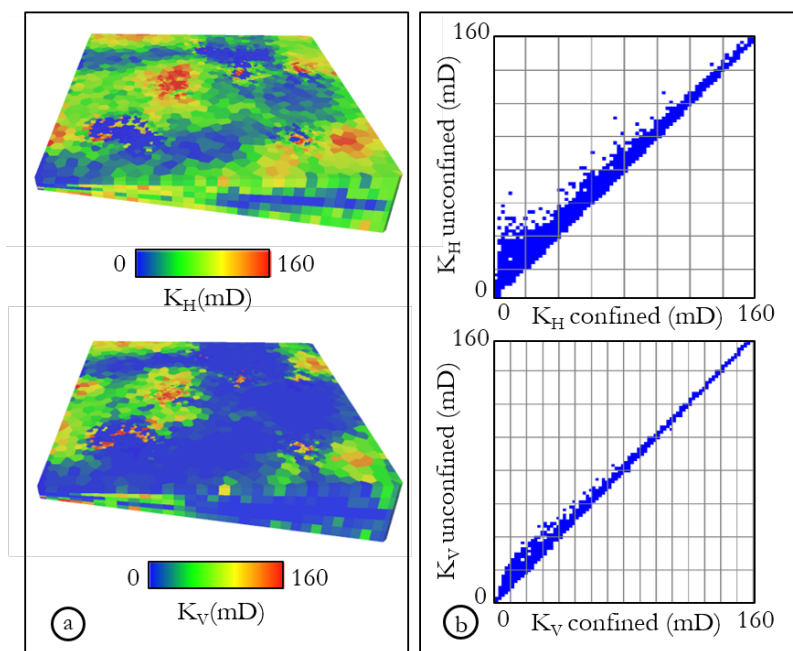 0
160
K_H(mD)
0
160
K_V(mD)
a
160
K_H unconfined (mD)
0
0
K_H confined (mD)
160
160
K_V unconfined (mD)
0
0
K_V confined (mD)
160
b